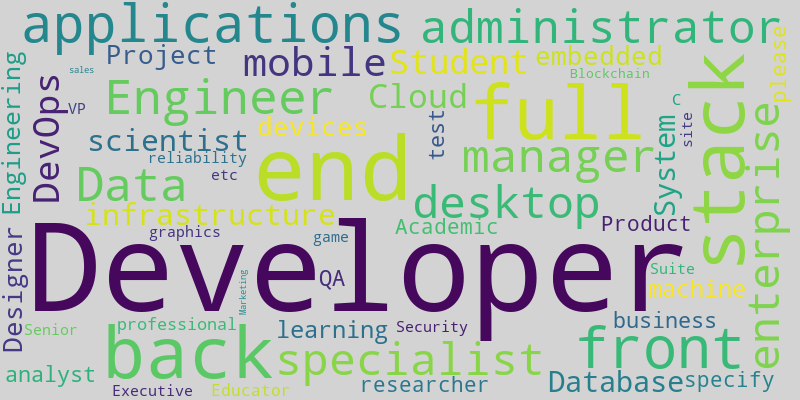 applications
administrator
please
Project
mobile
Student
embedded
stack
Engineering
sales
Blockchain
DevOps
VP
Engineer
Cloud
full
C
site
scientist
devices
test
reliability
etc
manager
System
enterprise
Data
end
desktop
infrastructure
Academic
Product
Designer
graphics
game
Developer
QA
Suite
machine
Marketing
Senior
professional
learning
Security
business
back
specialist
front
analyst
Executive
Educator
researcher
Database
specify